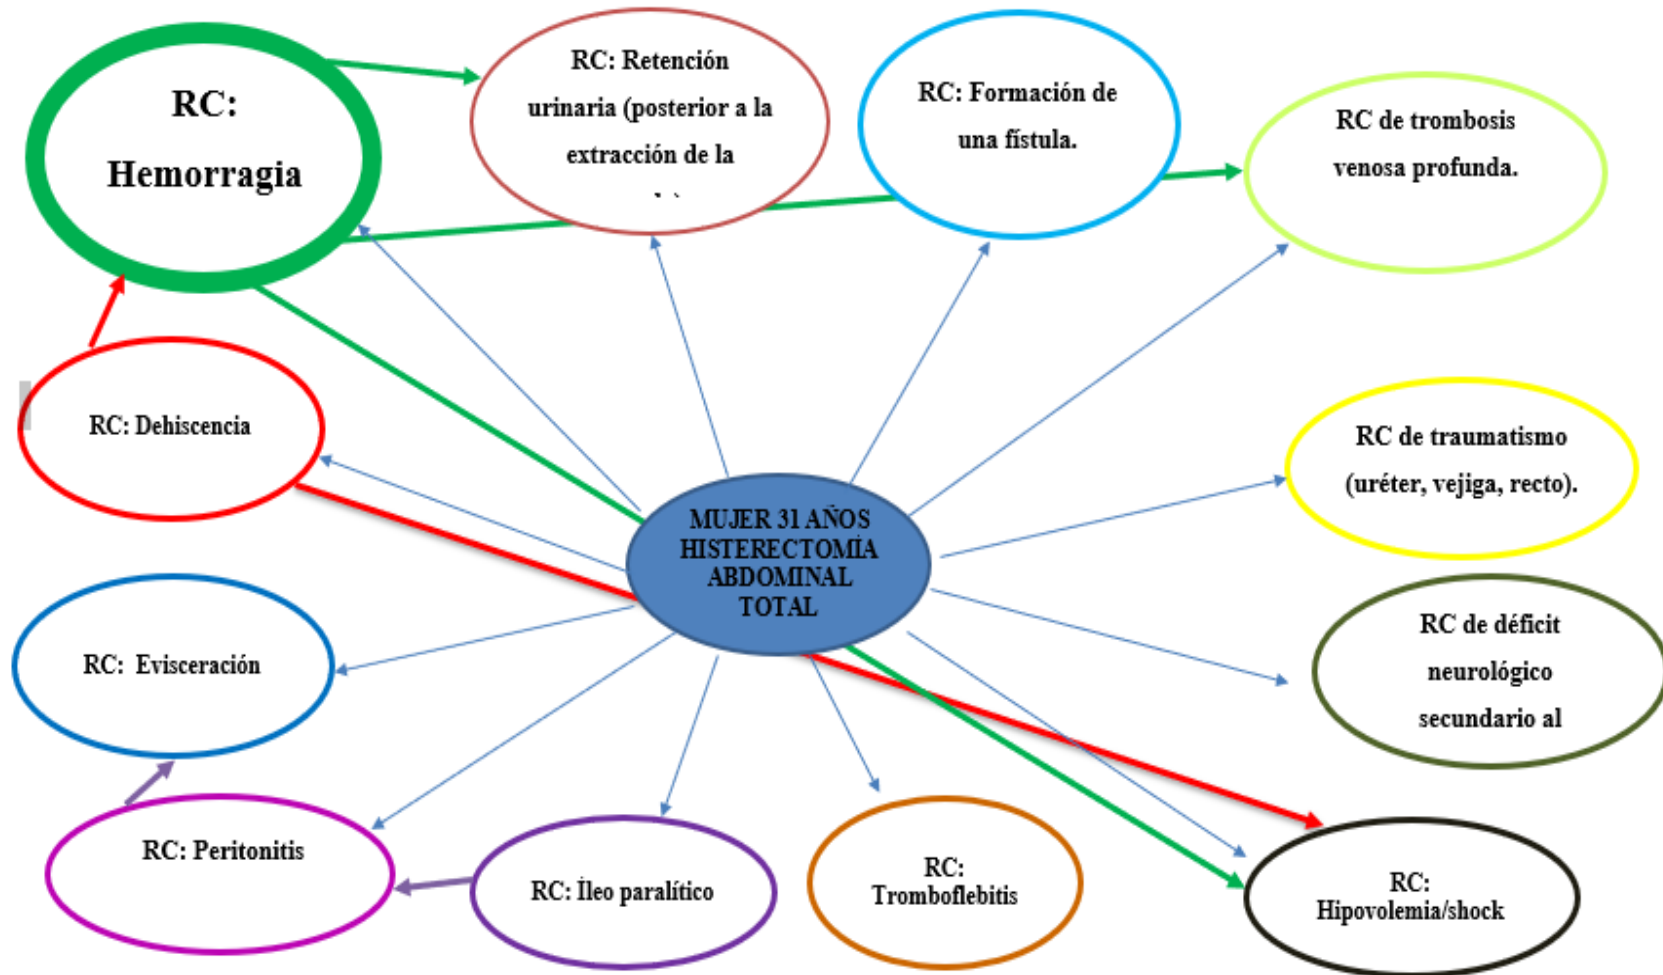 RC:
Hemorragia
RC: Retención
urinaria (posterior a la
extracción de la
RC: Formación de
una fístula.
RC de trombosis
venosa profunda.
RC: Dehiscencia
RC de traumatismo
(uréter, vejiga, recto).
MUJER 31 AÑOS
HISTERECTOMÍA
ABDOMINAL
TOTAL
RC: Evisceración
RC de déficit
neurológico
secundario al
RC: Peritonitis
RC: Íleo paralítico
RC:
Tromboflebitis
RC:
Hipovolemia/shock